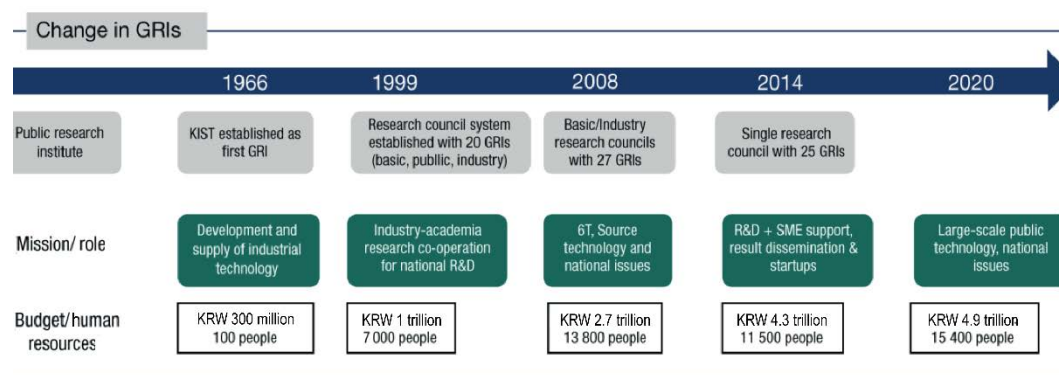 Change in GRIs
1966
1999
2008
2014
2020
Public research
institute
KIST established as
first GRI
Research council system
established with 20 GRIs
(basic, publlic, industry)
Basic/Industry
research councils
with 27 GRIs
Single research
council with 25 GRIs
Mission/ role
Development and
supply of industrial
technology
Industry-academia
research co-operation
for national R&D
6T, Source
technology and
national issues
R&D + SME support,
result dissemination &
startups
Large-scale public
technology, national
issues
Budget/human
resources
KRW 300 million
100 people
KRW 1 trillion
7 000 people
KRW 2.7 trillion
13 800 people
KRW 4.3 trillion
11 500 people
KRW 4.9 trillion
15 400 people